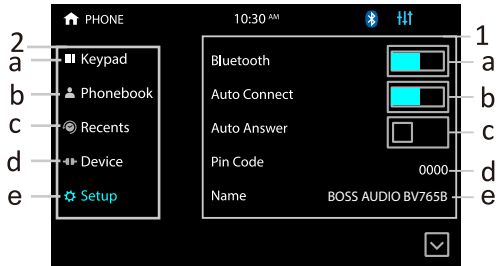 PHONE 10:30 AM
2 1
a Keypad Bluetooth a
b Phonebook Auto Connect b
c Recents Auto Answer c
d Device Pin Code 0000 d
e Setup Name BOSS AUDIO BV765B e